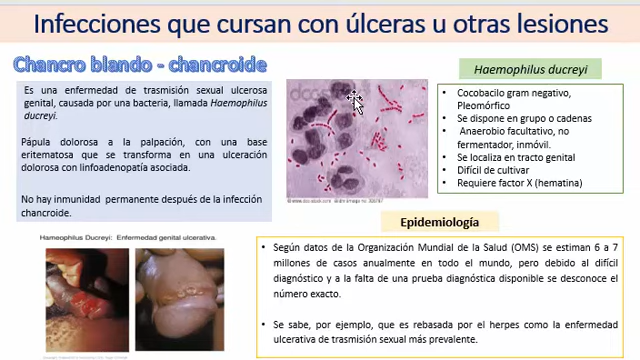 Infecciones que cursan con úlceras u otras lesiones
Chancro blando - chancroide
Es una enfermedad de trasmisión sexual ulcerosa
genital, causada por una bacteria, llamada Haemophilus
ducreyi.
Pápula dolorosa a la palpación, con una base
eritematosa que se transforma en una ulceración
dolorosa con linfoadenopatía asociada.
No hay inmunidad permanente después de la infección
chancroide.
Haemophilus ducreyi
• Cocobacilo gram negativo,
Pleomórfico
• Se dispone en grupo o cadenas
• Anaerobio facultativo, no
fermentador, inmóvil.
• Se localiza en tracto genital
• Difícil de cultivar
• Requiere factor X (hematina)
Hameophilus Ducreyi: Enfermedad genital ulcerativa.
Epidemiología
• Según datos de la Organización Mundial de la Salud (OMS) se estiman 6 a 7
millones de casos anualmente en todo el mundo, pero debido al difícil
diagnóstico y a la falta de una prueba diagnóstica disponible se desconoce el
número exacto.
• Se sabe, por ejemplo, que es rebasada por el herpes como la enfermedad
ulcerativa de trasmisión sexual más prevalente.